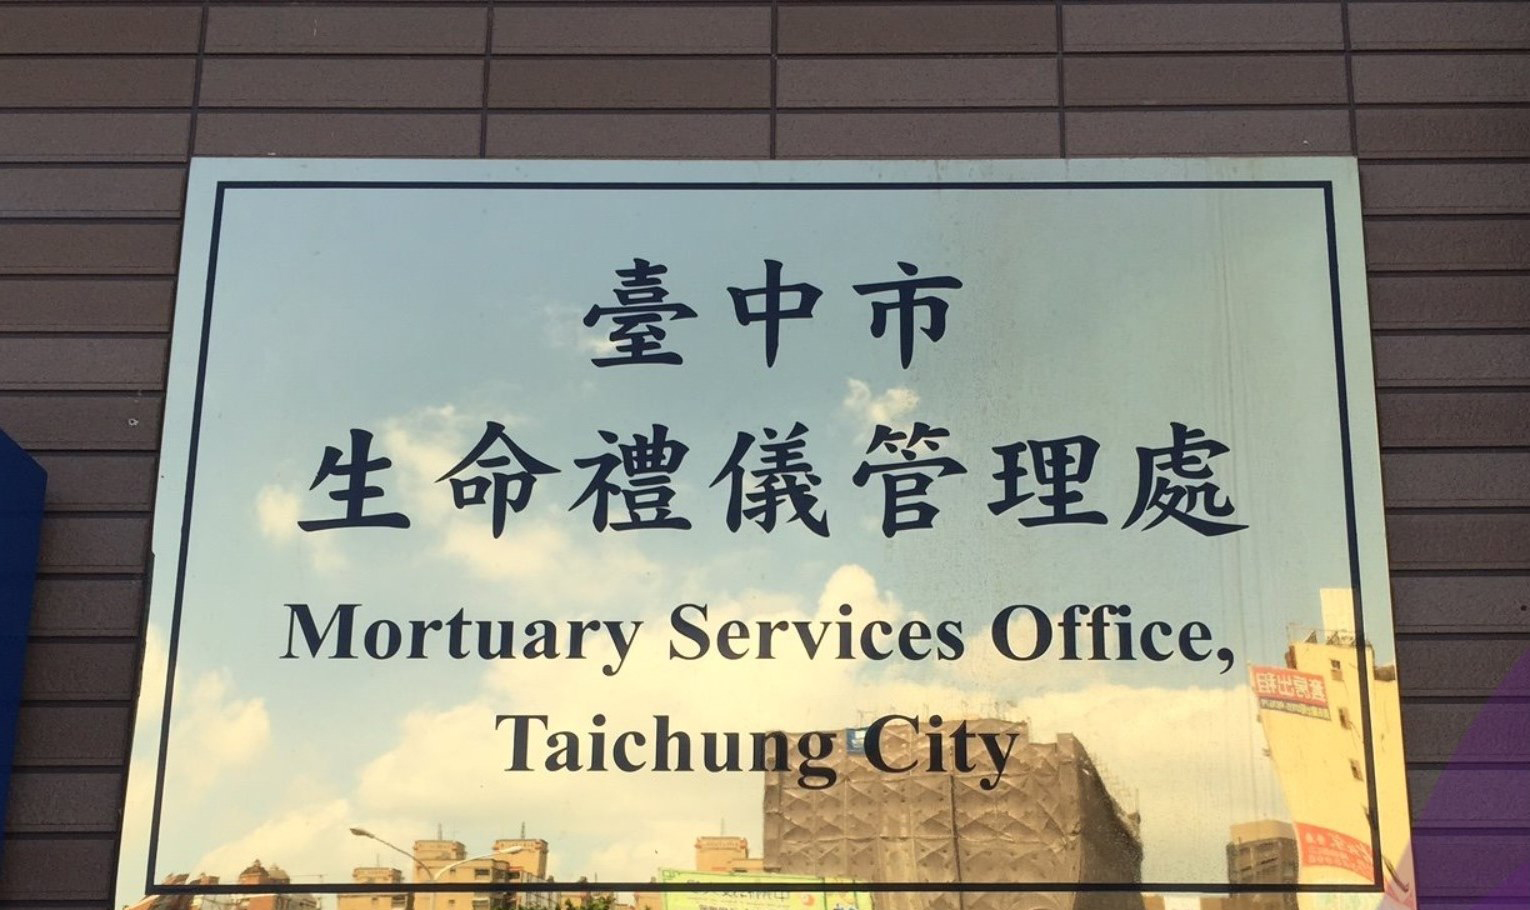 臺中市
生命禮儀管理處
Mortuary Services Office,
Taichung City